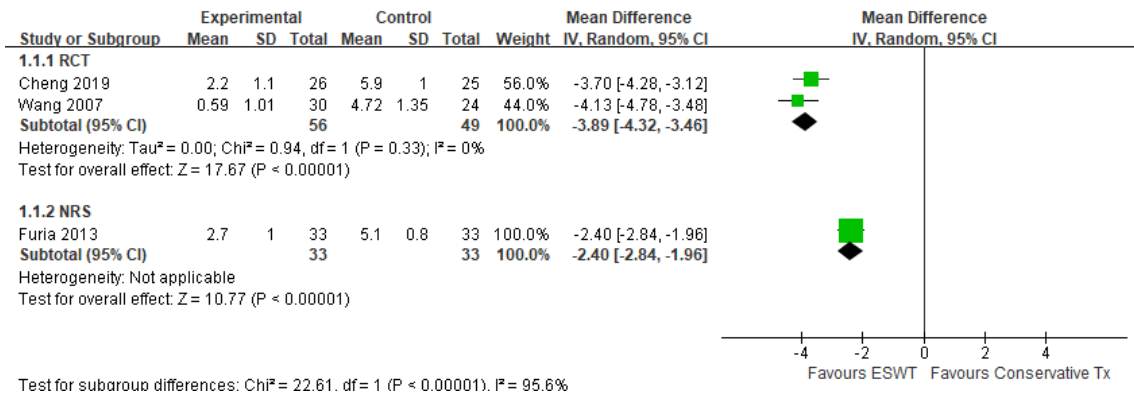 Experimental Control Mean Difference Mean Difference
Study or Subgroup Mean SD Total Mean SD Total Weight IV, Random, 95% CI IV, Random, 95% CI
1.1.1 RCT
Cheng 2019 2.2 1.1 26 5.9 1 25 56.0% -3.70 [-4.28, -3.12]
Wang 2007 0.59 1.01 30 4.72 1.35 24 44.0% -4.13 [-4.78, -3.48]
Subtotal (95% CI) 56 49 100.0% -3.89 [-4.32, -3.46]
Heterogeneity: Tau² = 0.00; Chi² = 0.94, df = 1 (P = 0.33); I² = 0%
Test for overall effect: Z = 17.67 (P < 0.00001)
1.1.2 NRS
Furia 2013 2.7 1 33 5.1 0.8 33 100.0% -2.40 [-2.84, -1.96]
Subtotal (95% CI) 33 33 100.0% -2.40 [-2.84, -1.96]
Heterogeneity: Not applicable
Test for overall effect: Z = 10.77 (P < 0.00001)
-4 -2 0 2 4
Favours ESWT Favours Conservative Tx
Test for subgroup differences: Chi² = 22.61, df = 1 (P < 0.00001), I² = 95.6%